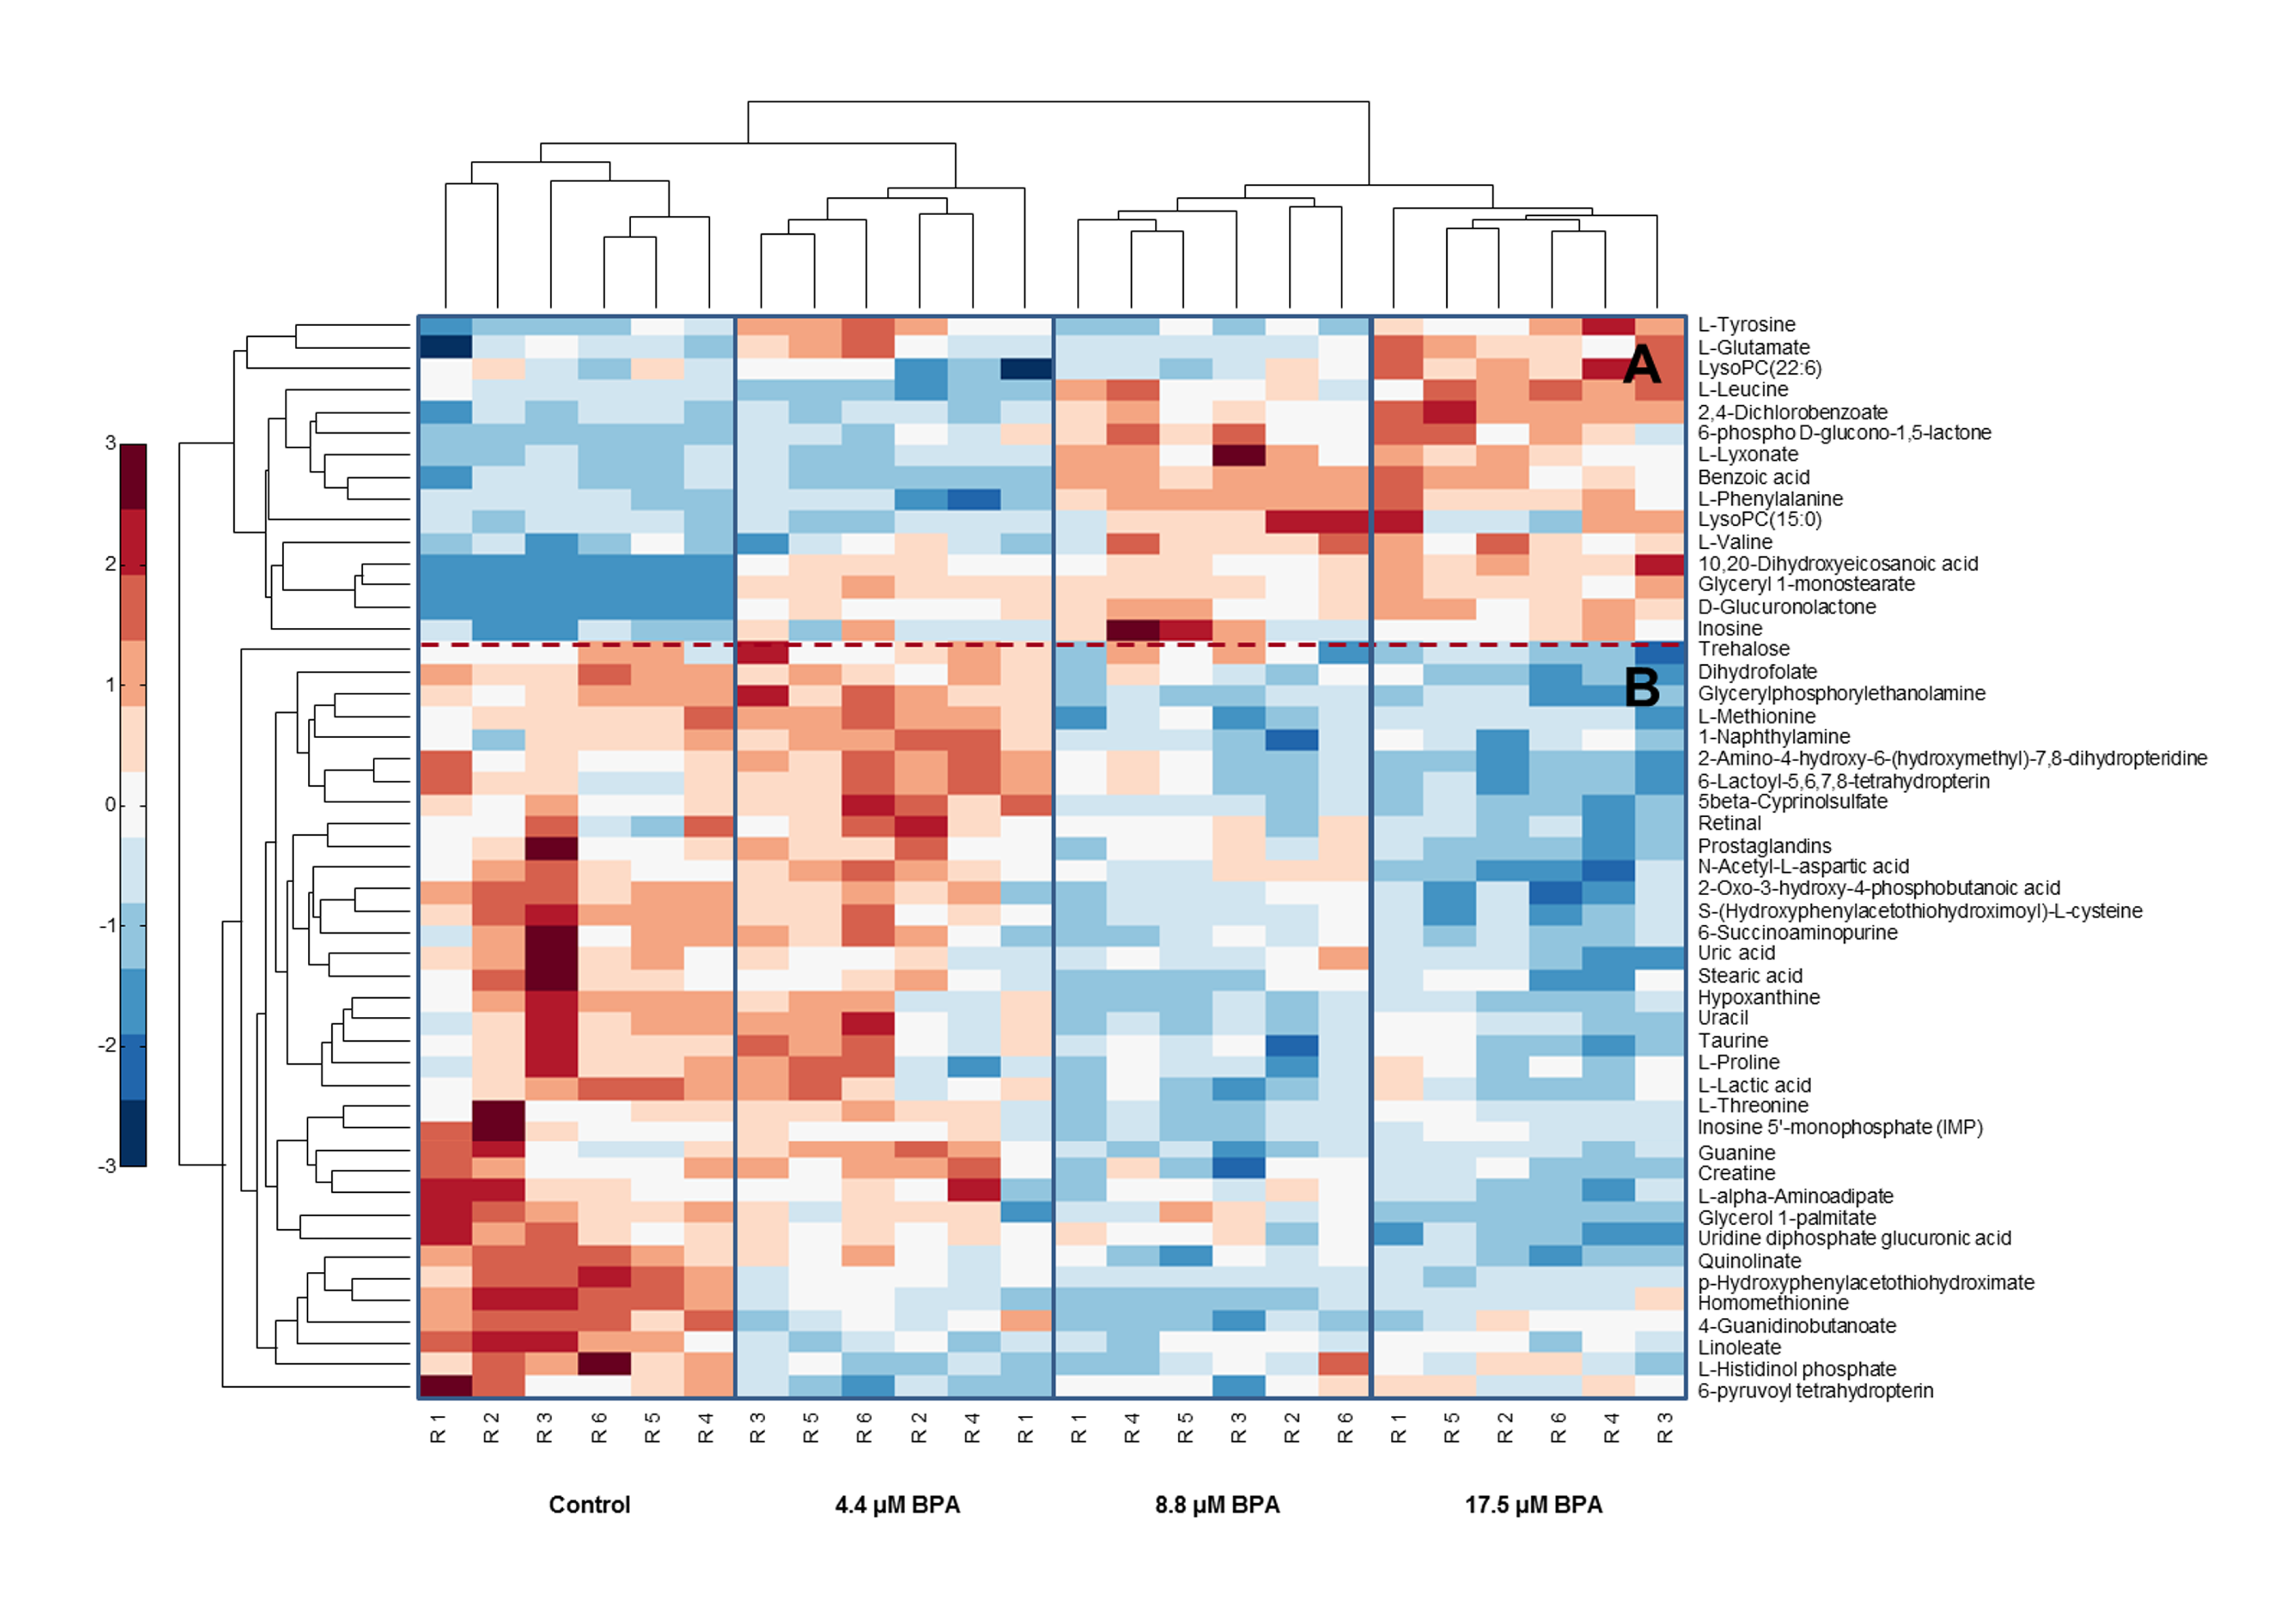 A
B
3
2
1
0
-1
-2
-3
L-Tyrosine
L-Glutamate
LysoPC(22:6)
L-Leucine
2,4-Dichlorobenzoate
6-phospho D-glucono-1,5-lactone
L-Lyxonate
Benzoic acid
L-Phenylalanine
LysoPC(15:0)
L-Valine
10,20-Dihydroxyeicosanoic acid
Glyceryl 1-monostearate
D-Glucuronolactone
Inosine
Trehalose
Dihydrofolate
Glycerylphosphorylethanolamine
L-Methionine
1-Naphthylamine
2-Amino-4-hydroxy-6-(hydroxymethyl)-7,8-dihydropteridine
6-Lactoyl-5,6,7,8-tetrahydropterin
5beta-Cyprinolsulfate
Retinal
Prostaglandins
N-Acetyl-L-aspartic acid
2-Oxo-3-hydroxy-4-phosphobutanoic acid
S-(Hydroxyphenylacetothiohydroximoyl)-L-cysteine
6-Succinoaminopurine
Uric acid
Stearic acid
Hypoxanthine
Uracil
Taurine
L-Proline
L-Lactic acid
L-Threonine
Inosine 5'-monophosphate (IMP)
Guanine
Creatine
L-alpha-Aminoadipate
Glycerol 1-palmitate
Uridine diphosphate glucuronic acid
Quinolinate
p-Hydroxyphenylacetothiohydroximate
Homomethionine
4-Guanidinobutanoate
Linoleate
L-Histidinol phosphate
6-pyruvoyl tetrahydropterin
R 1 R 2 R 3 R 6 R 5 R 4 R 3 R 5 R 6 R 2 R 4 R 1 R 1 R 4 R 5 R 3 R 2 R 6 R 1 R 5 R 2 R 6 R 4 R 3
Control 4.4 µM BPA 8.8 µM BPA 17.5 µM BPA